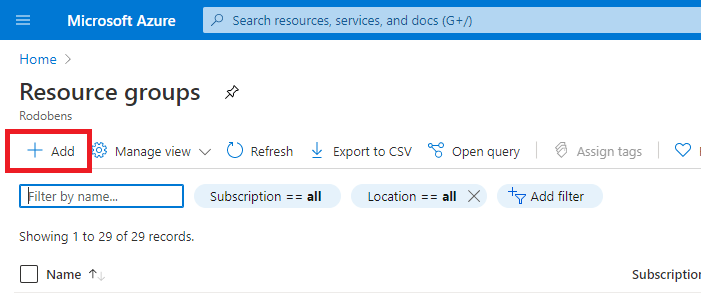 Microsoft Azure
Search resources, services, and docs (G+/)
Home >
Resource groups
Rodobens
+ Add
Manage view
Refresh
Export to CSV
Open query
Assign tags
Filter by name...
Subscription == all
Location == all
Add filter
Showing 1 to 29 of 29 records.
Name ↑↓
Subscription